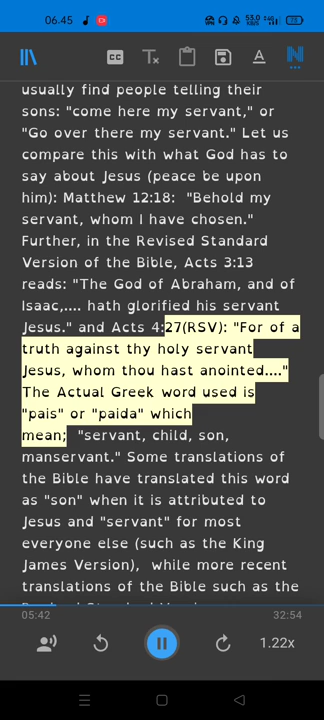 06.45
CC
usually find people telling their
sons: "come here my servant," or
"Go over there my servant." Let us
compare this with what God has to
say about Jesus (peace be upon
him): Matthew 12:18:  "Behold my
servant, whom I have chosen."
Further, in the Revised Standard
Version of the Bible, Acts 3:13
reads: "The God of Abraham, and of
Isaac,.... hath glorified his servant
Jesus." and Acts 4:27(RSV): "For of a
truth against thy holy servant
Jesus, whom thou hast anointed...."
The Actual Greek word used is
"pais" or "paida" which
mean;  "servant, child, son,
manservant." Some translations of
the Bible have translated this word
as "son" when it is attributed to
Jesus and "servant" for most
everyone else (such as the King
James Version),  while more recent
translations of the Bible such as the
05:42 32:54
1.22x